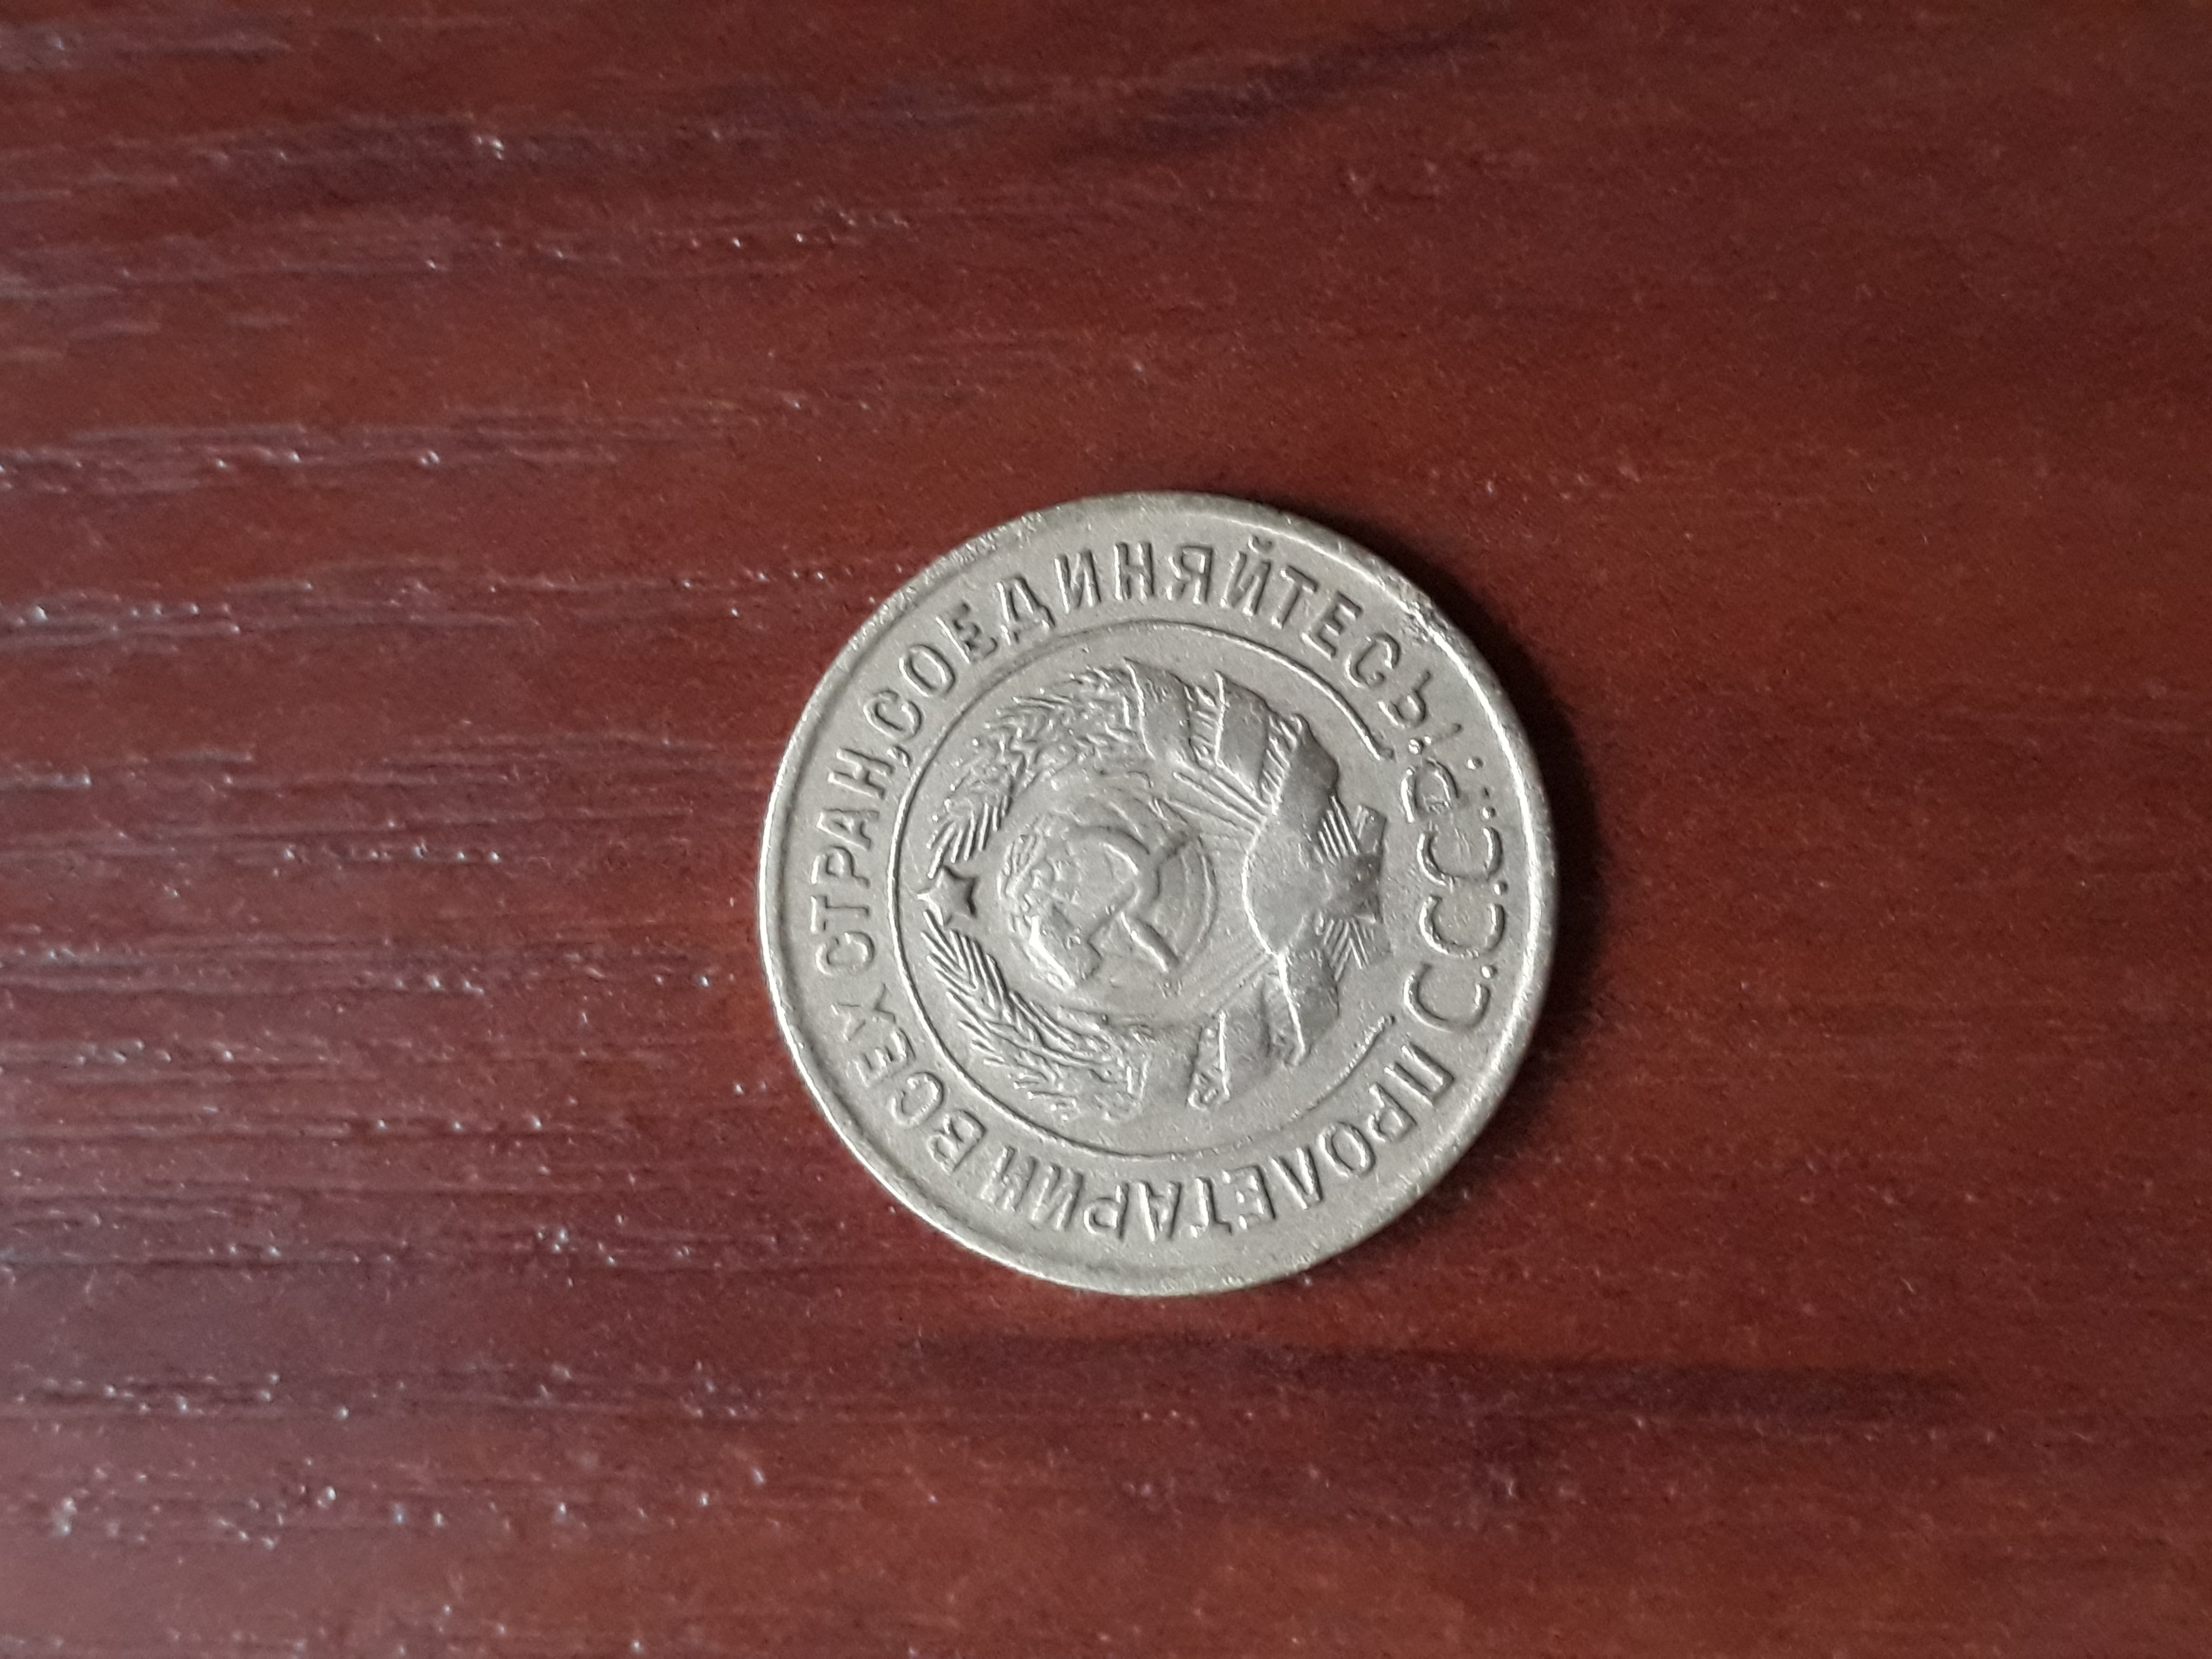 ПРОЛЕТАРИИ ВСЕХ СТРАН, СОЕДИНЯЙТЕСЬ!
С.С.С.Р.